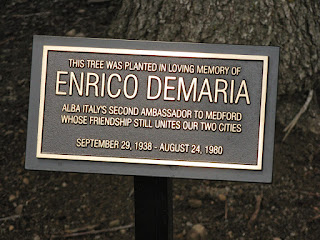 THIS TREE WAS PLANTED IN LOVING MEMORY OF
ENRICO DEMARIA
ALBA ITALY'S SECOND AMBASSADOR TO MEDFORD
WHOSE FRIENDSHIP STILL UNITES OUR TWO CITIES
SEPTEMBER 29, 1938 - AUGUST 24, 1980